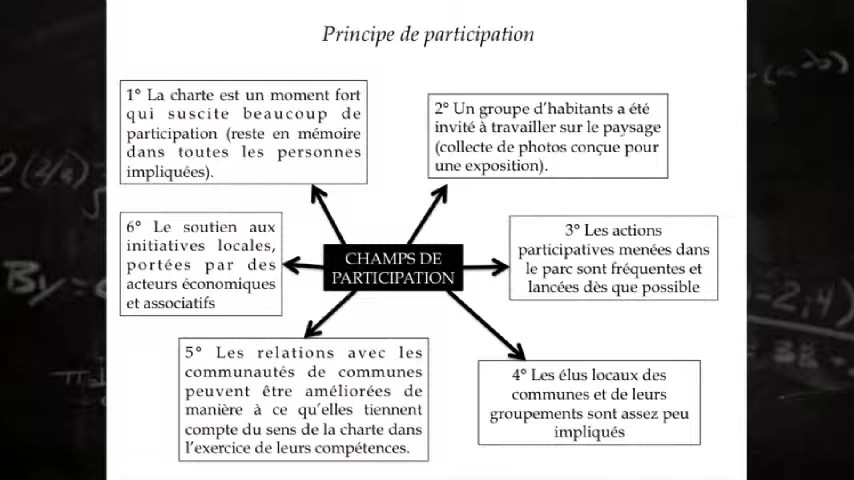 Principe de participation
1° La charte est un moment fort
qui suscite beaucoup de
participation (reste en mémoire
dans toutes les personnes
impliquées).
2° Un groupe d'habitants a été
invité à travailler sur le paysage
(collecte de photos conçue pour
une exposition).
6° Le soutien aux
initiatives locales,
portées par des
acteurs économiques
et associatifs
CHAMPS DE
PARTICIPATION
3° Les actions
participatives menées dans
le parc sont fréquentes et
lancées dès que possible
5° Les relations avec les
communautés de communes
peuvent être améliorées de
manière à ce qu'elles tiennent
compte du sens de la charte dans
l'exercice de leurs compétences.
4° Les élus locaux des
communes et de leurs
groupements sont assez peu
impliqués